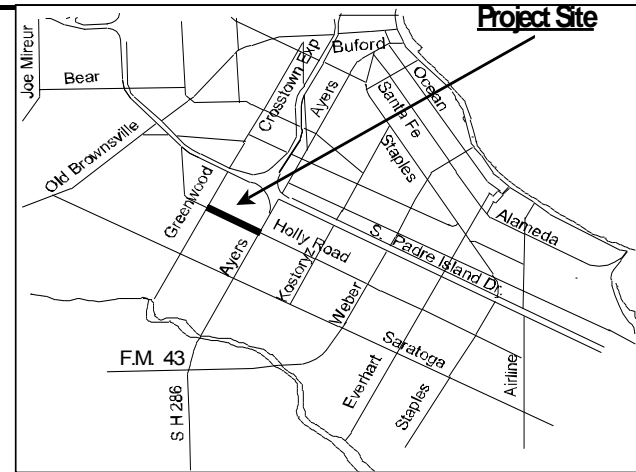 Project Site
Joe Mireur
Bear
Buford
Crosstown Exp
Ayers
Ocean
Santa Fe
Staples
Old Brownsville
Greenwood
Alameda
Ayers
Holly Road
Kostoryz
S. Padre Island Dr.
Weber
Saratoga
F.M. 43
S H 286
Everhart
Staples
Airline